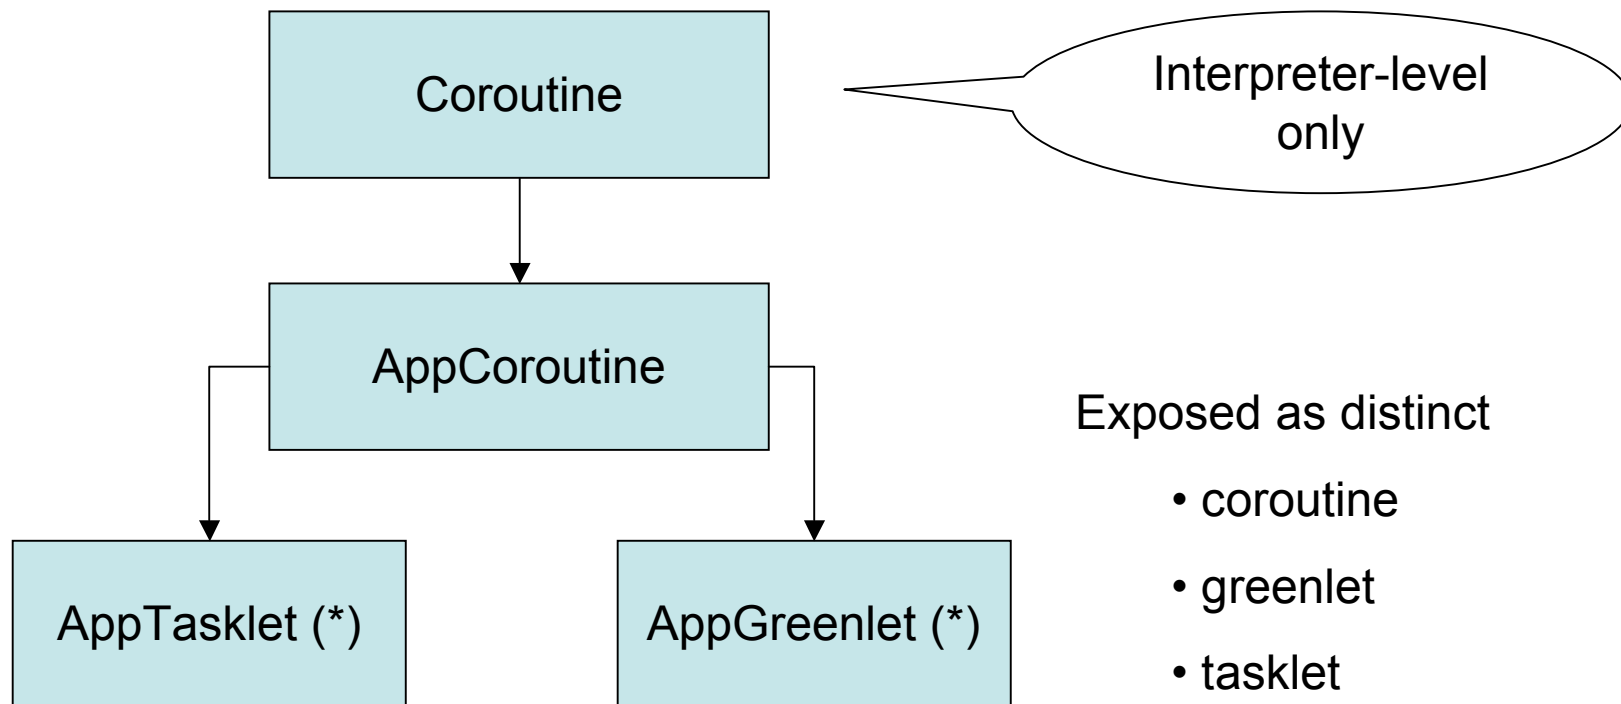 Coroutine
Interpreter-level
only
AppCoroutine
Exposed as distinct
• coroutine
• greenlet
• tasklet
AppTasklet (*)
AppGreenlet (*)